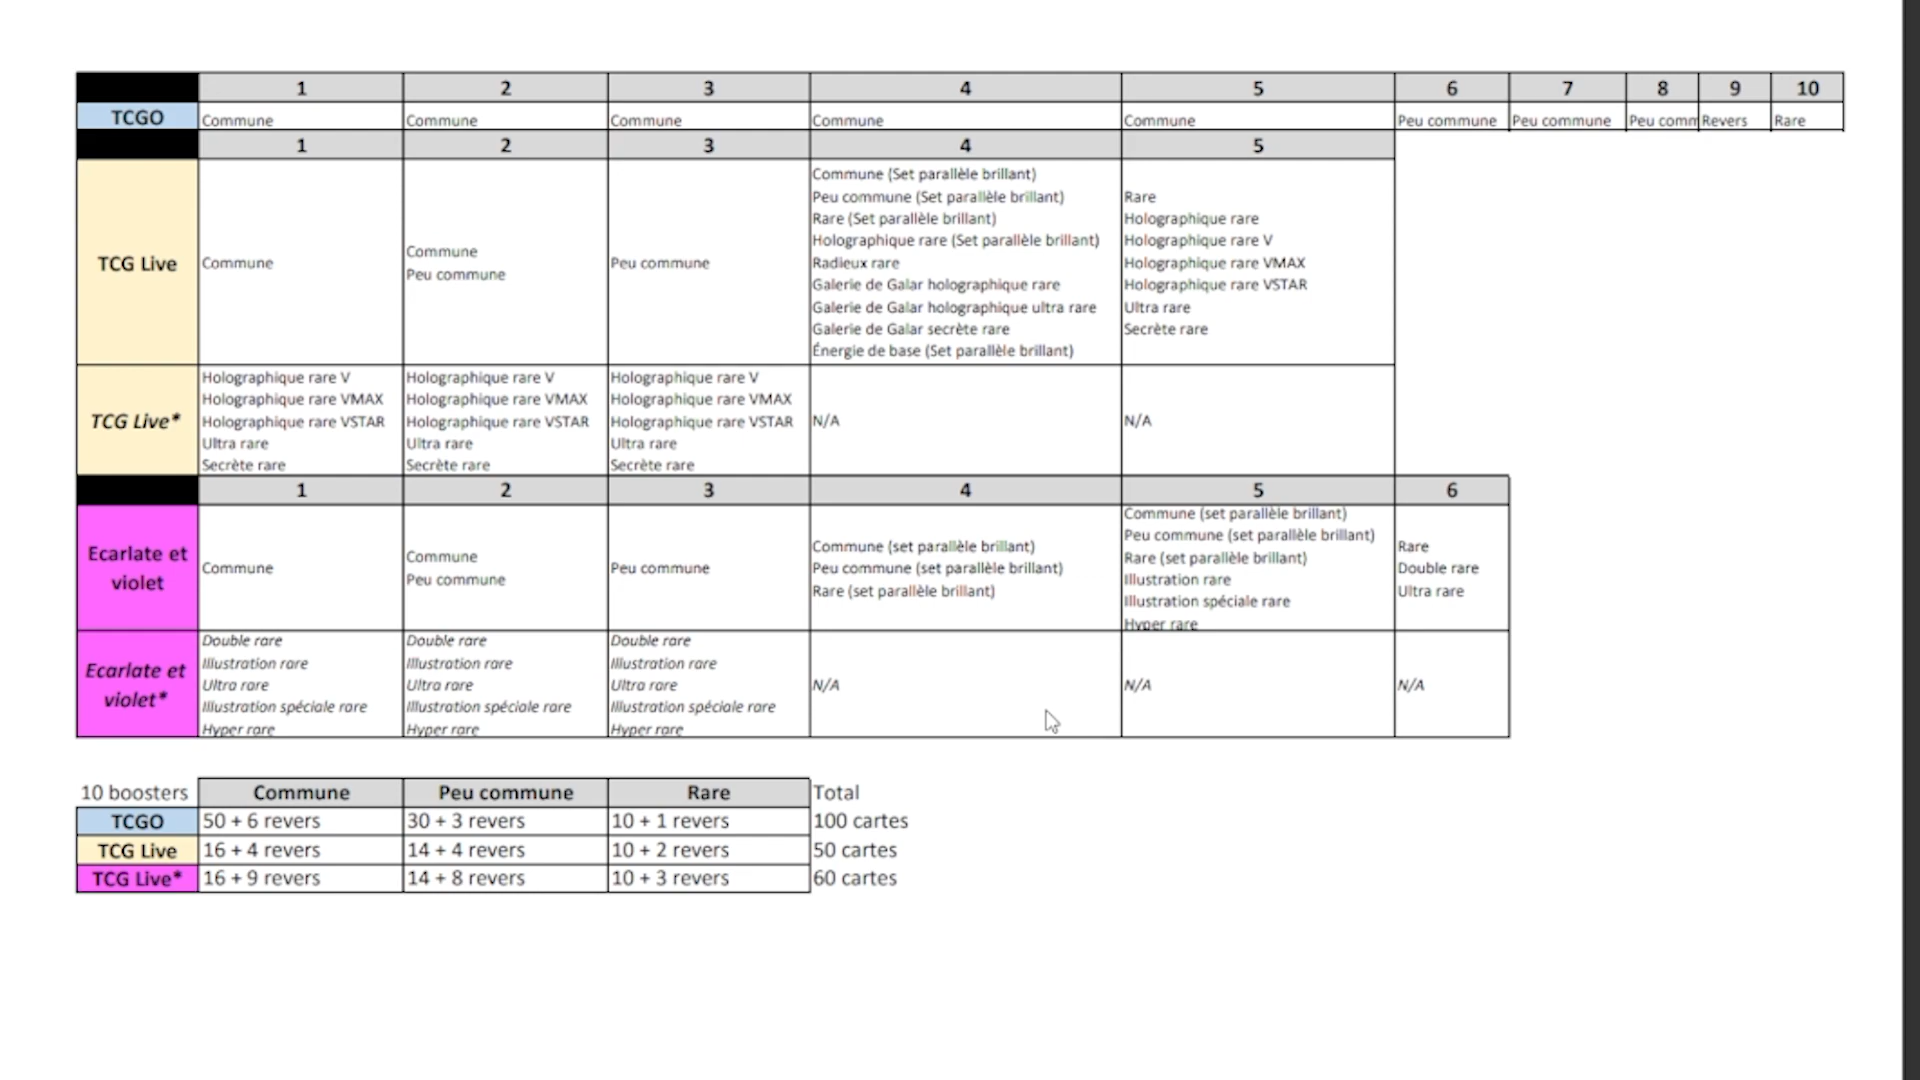 1 2 3 4 5 6 7 8 9 10
TCGO Commune Commune Commune Commune Commune Peu commune Peu commune Peu comm Revers Rare
1 2 3 4 5
TCG Live
Commune
Commune
Peu commune
Peu commune
Commune (Set parallèle brillant)
Peu commune (Set parallèle brillant)
Rare (Set parallèle brillant)
Holographique rare (Set parallèle brillant)
Radieux rare
Galerie de Galar holographique rare
Galerie de Galar holographique ultra rare
Galerie de Galar secrète rare
Énergie de base (Set parallèle brillant)
Rare
Holographique rare
Holographique rare V
Holographique rare VMAX
Holographique rare VSTAR
Ultra rare
Secrète rare
TCG Live*
Holographique rare V
Holographique rare VMAX
Holographique rare VSTAR
Ultra rare
Secrète rare
Holographique rare V
Holographique rare VMAX
Holographique rare VSTAR
Ultra rare
Secrète rare
Holographique rare V
Holographique rare VMAX
Holographique rare VSTAR
Ultra rare
Secrète rare
N/A
N/A
1 2 3 4 5 6
Ecarlate et
violet
Commune
Commune
Peu commune
Peu commune
Commune (set parallèle brillant)
Peu commune (set parallèle brillant)
Rare (set parallèle brillant)
Commune (set parallèle brillant)
Peu commune (set parallèle brillant)
Rare (set parallèle brillant)
Illustration rare
Illustration spéciale rare
Hyper rare
Rare
Double rare
Ultra rare
Ecarlate et
violet*
Double rare
Illustration rare
Ultra rare
Illustration spéciale rare
Hyper rare
Double rare
Illustration rare
Ultra rare
Illustration spéciale rare
Hyper rare
Double rare
Illustration rare
Ultra rare
Illustration spéciale rare
Hyper rare
N/A
N/A
N/A
10 boosters Commune Peu commune Rare Total
TCGO 50 + 6 revers 30 + 3 revers 10 + 1 revers 100 cartes
TCG Live 16 + 4 revers 14 + 4 revers 10 + 2 revers 50 cartes
TCG Live* 16 + 9 revers 14 + 8 revers 10 + 3 revers 60 cartes